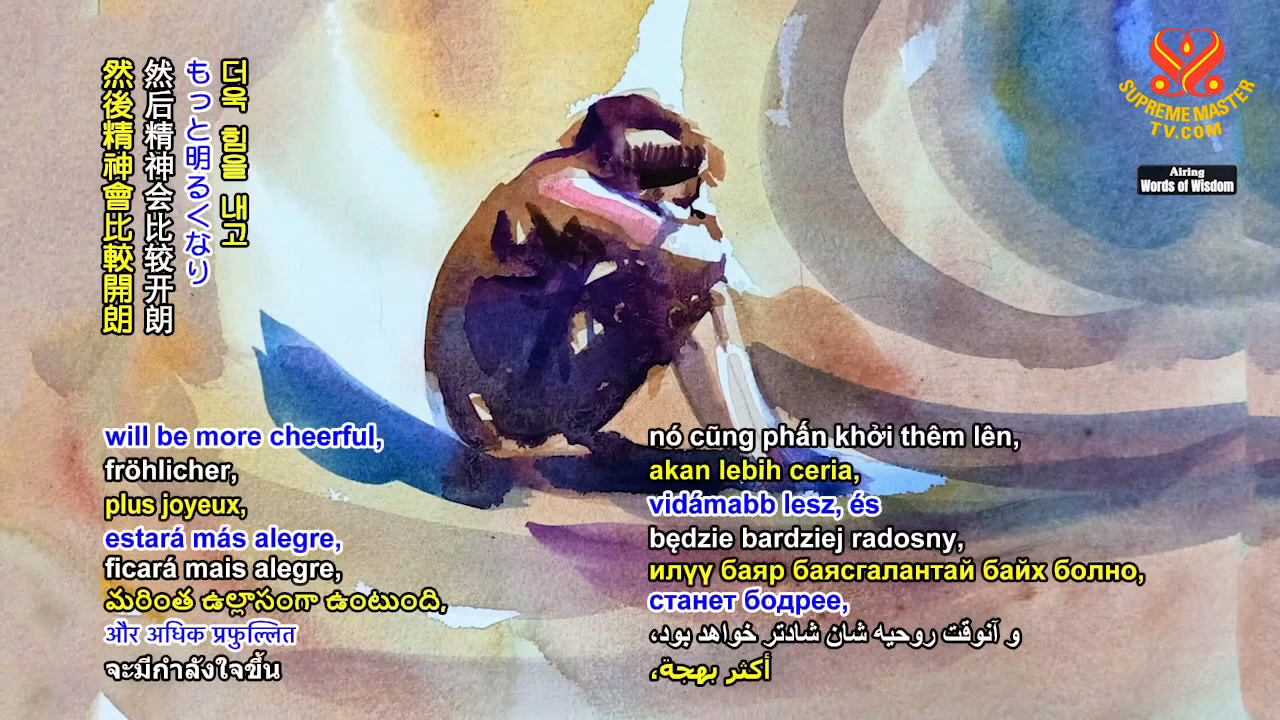 더욱 힘을 내고
もっと明るくなり
然后精神会比较开朗
然後精神會比較開朗
SUPREME MASTER
TV.COM
Airing
Words of Wisdom
will be more cheerful,
fröhlicher,
plus joyeux,
estará más alegre,
ficará mais alegre,
మరింత ఉల్లాసంగా ఉంటుంది,
और अधिक प्रफुल्लित
จะมีกำลังใจขึ้น
nó cũng phấn khởi thêm lên,
akan lebih ceria,
vidámabb lesz, és
będzie bardziej radosny,
илүү баяр баясгалантай байх болно,
станет бодрее,
و آنوقت روحیه شان شادتر خواهد بود،
أكثر بهجة،